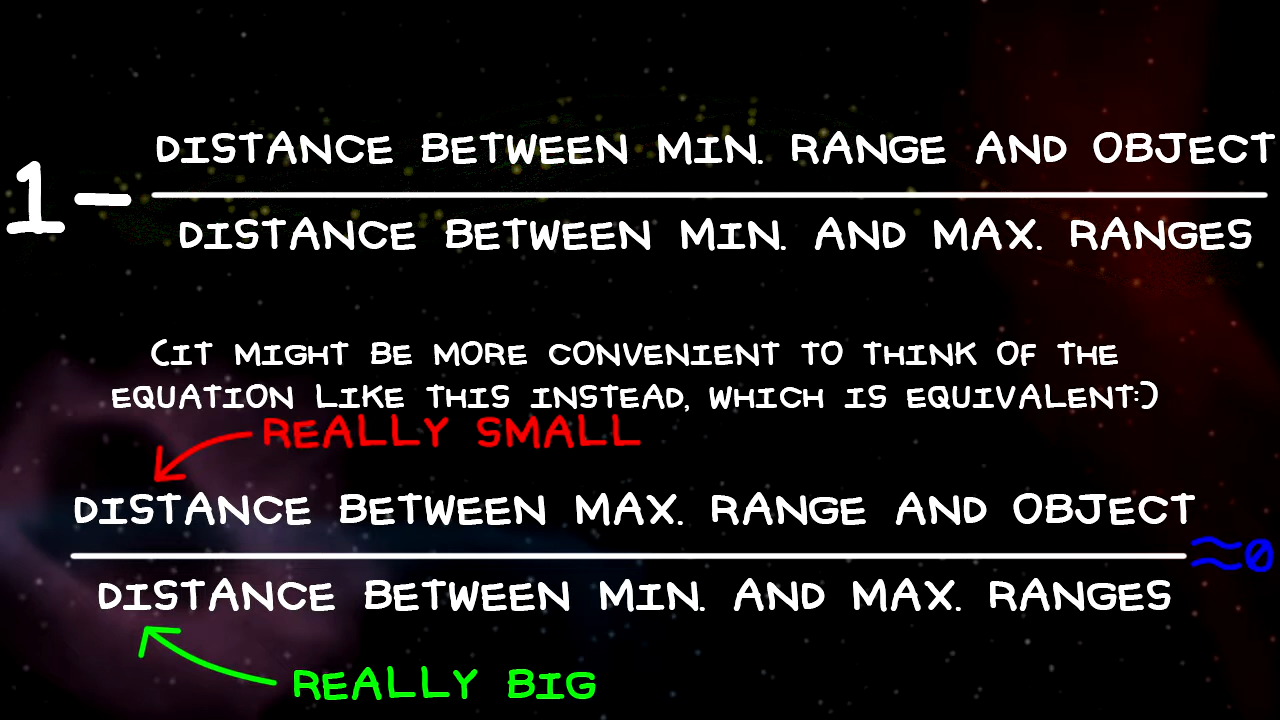 DISTANCE BETWEEN MIN. RANGE AND OBJECT
1-
DISTANCE BETWEEN MIN. AND MAX. RANGES
(IT MIGHT BE MORE CONVENIENT TO THINK OF THE
EQUATION LIKE THIS INSTEAD, WHICH IS EQUIVALENT:)
REALLY SMALL
DISTANCE BETWEEN MAX. RANGE AND OBJECT
≈0
DISTANCE BETWEEN MIN. AND MAX. RANGES
REALLY BIG